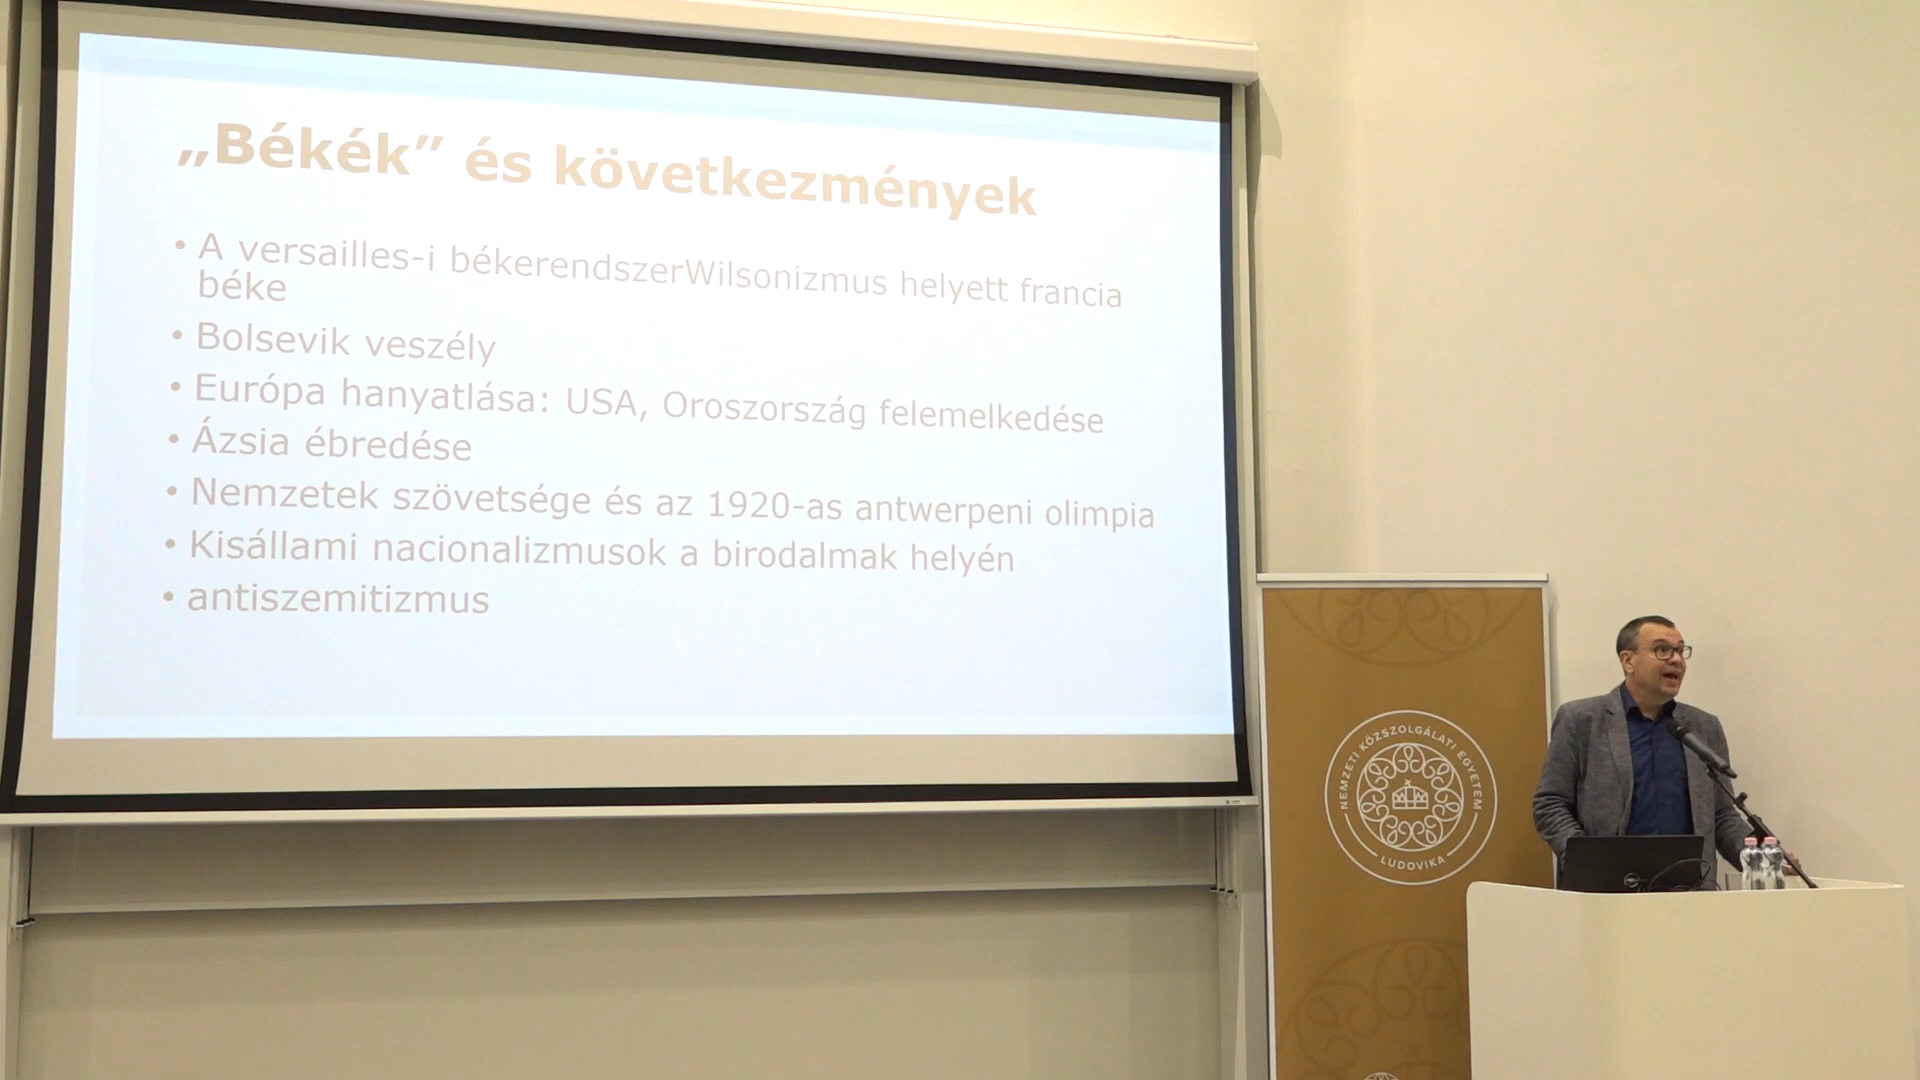 „Békék” és következmények
• A versailles-i békerendszerWilsonizmus helyett francia
béke
• Bolsevik veszély
• Európa hanyatlása: USA, Oroszország felemelkedése
• Ázsia ébredése
• Nemzetek szövetsége és az 1920-as antwerpeni olimpia
• Kisállami nacionalizmusok a birodalmak helyén
• antiszemitizmus
NEMZETI KÖZSZOLGÁLATI EGYETEM
LUDOVIKA